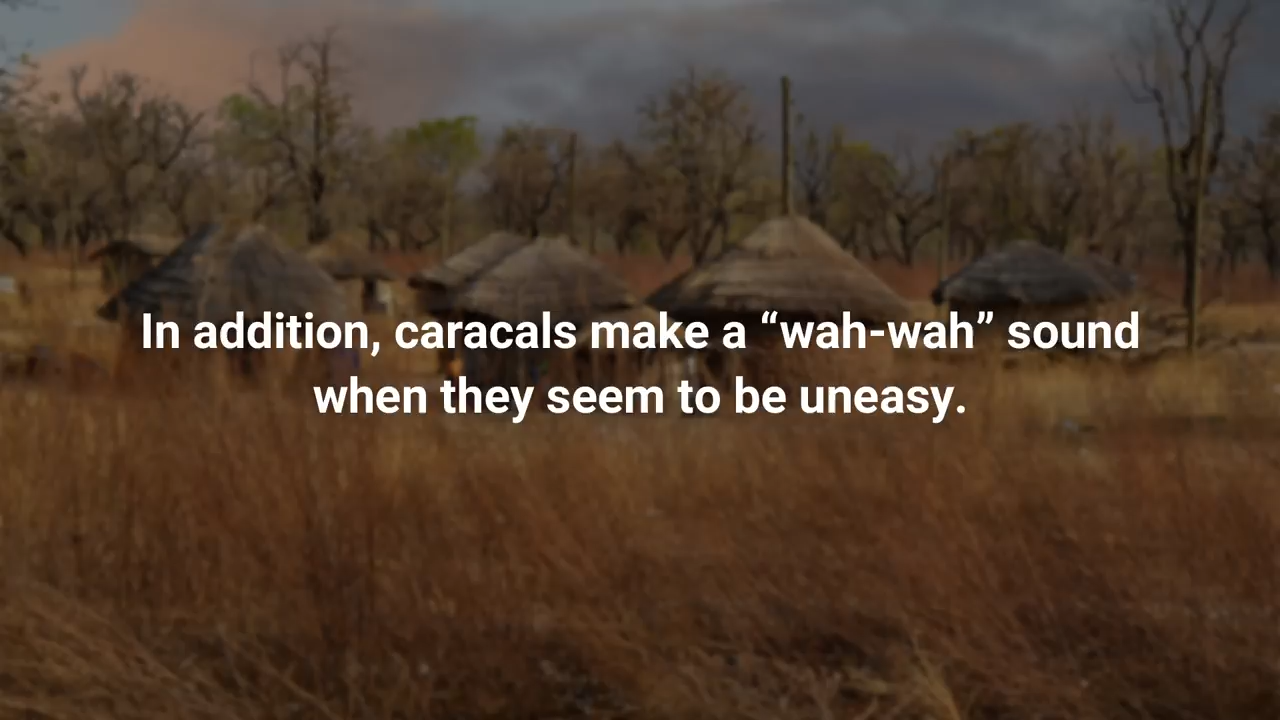 In addition, caracals make a “wah-wah” sound
when they seem to be uneasy.